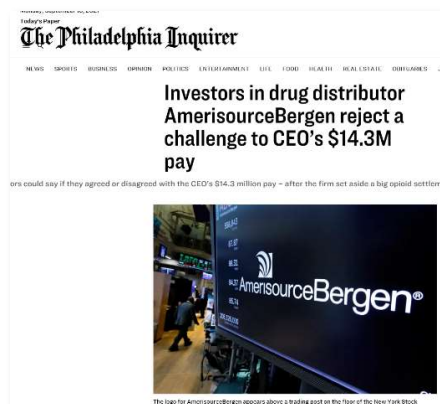 Today's Paper
The Philadelphia Inquirer
NEWS SPORTS BUSINESS OPINION POLITICS ENTERTAINMENT LIFE FOOD HEALTH REAL ESTATE OBITUARIES
Investors in drug distributor
AmerisourceBergen reject a
challenge to CEO's $14.3M
pay
ors could say if they agreed or disagreed with the CEO's $14.3 million pay – after the firm set aside a big opioid settlem
AmerisourceBergen®
The logo for AmerisourceBergen appears above a trading post on the floor of the New York Stock